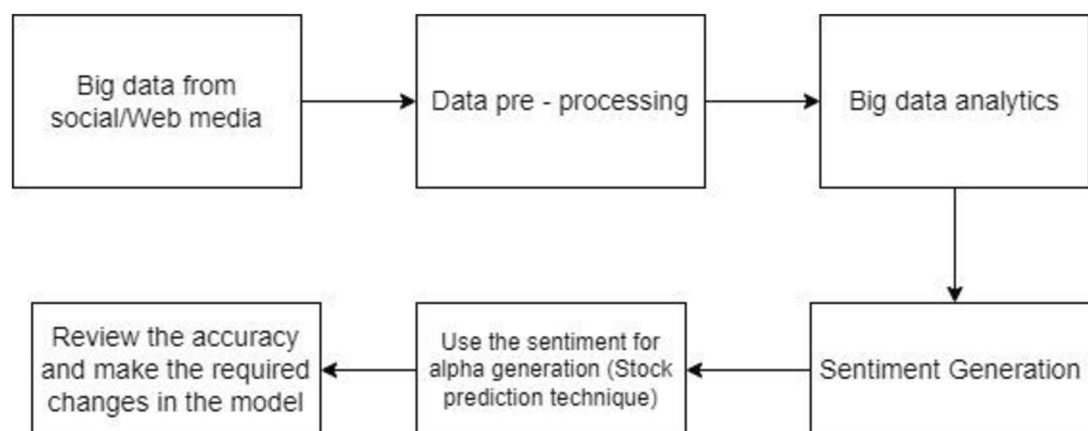 Big data from
social/Web media
Data pre - processing
Big data analytics
Sentiment Generation
Use the sentiment for
alpha generation (Stock
prediction technique)
Review the accuracy
and make the required
changes in the model